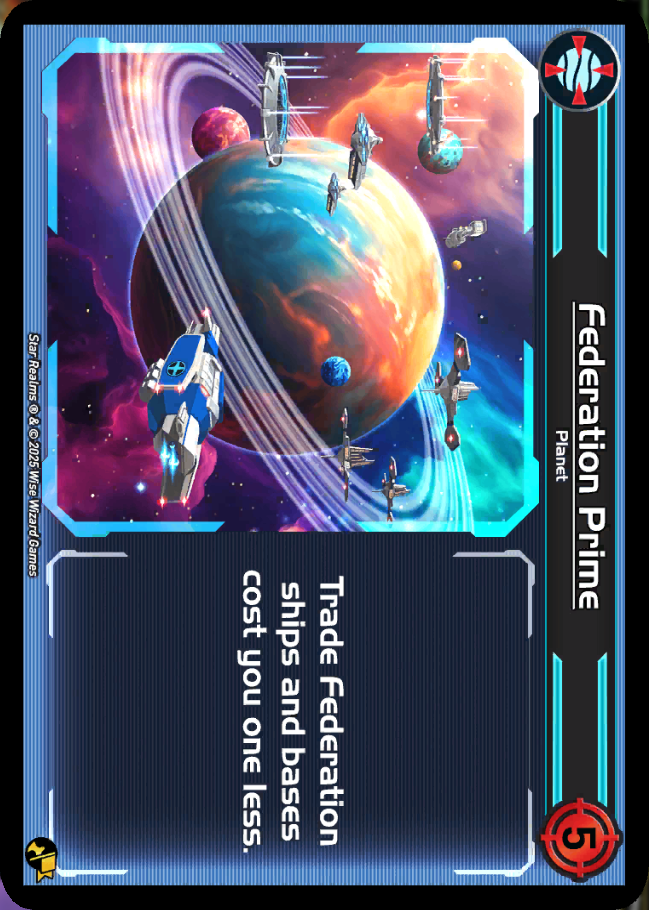 Federation Prime
Planet
5
Trade Federation
ships and bases
cost you one less.
Star Realms ® & © 2025 Wise Wizard Games